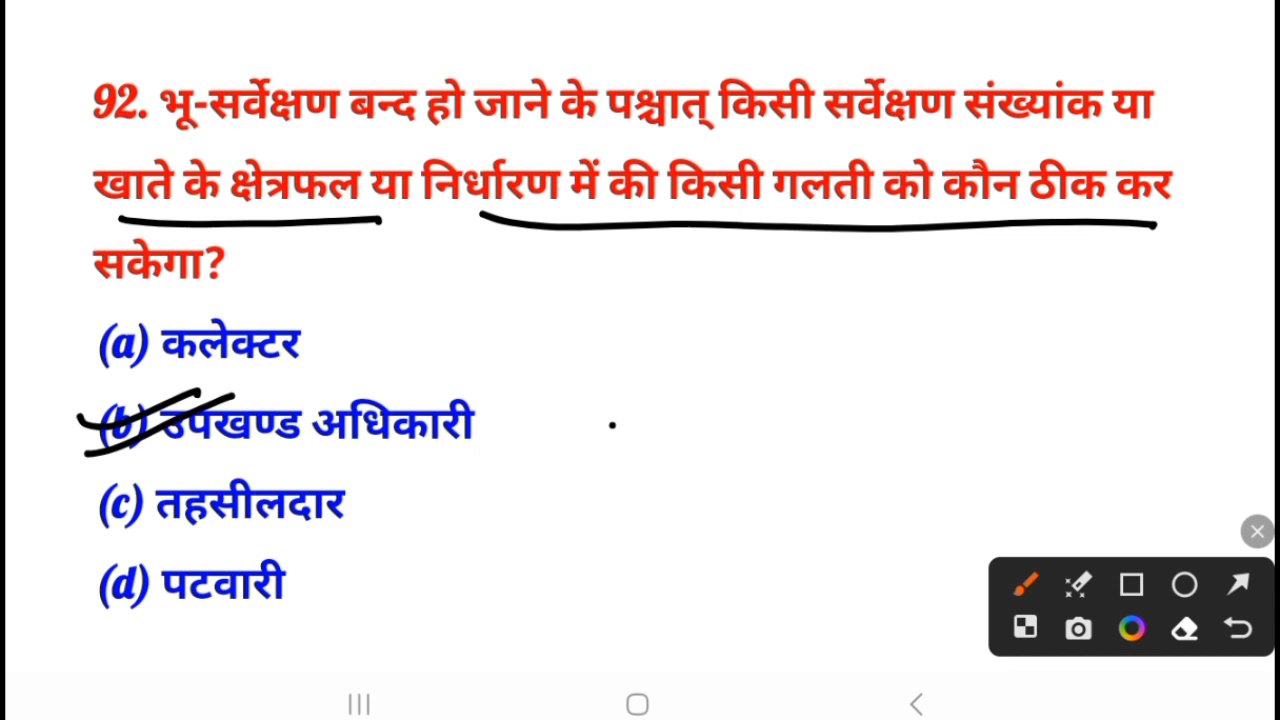 92. भू-सर्वेक्षण बन्द हो जाने के पश्चात् किसी सर्वेक्षण संख्यांक या
खाते के क्षेत्रफल या निर्धारण में की किसी गलती को कौन ठीक कर
सकेगा?
(a) कलेक्टर
(b) उपखण्ड अधिकारी
(c) तहसीलदार
(d) पटवारी